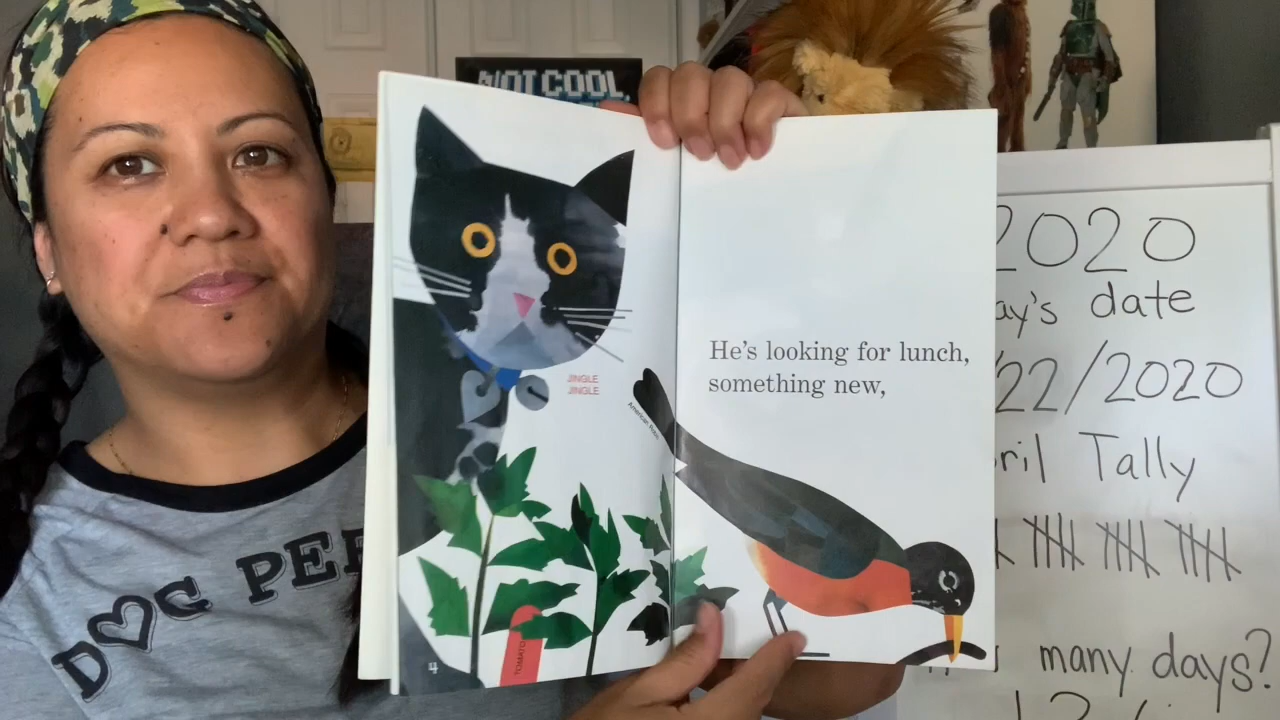 NOT COOL,
DOG PE
JINGLE
JINGLE
He's looking for lunch,
something new,
American Robin
TOMATO
4
2020
ay's date
/22/2020
ril Tally
many days?